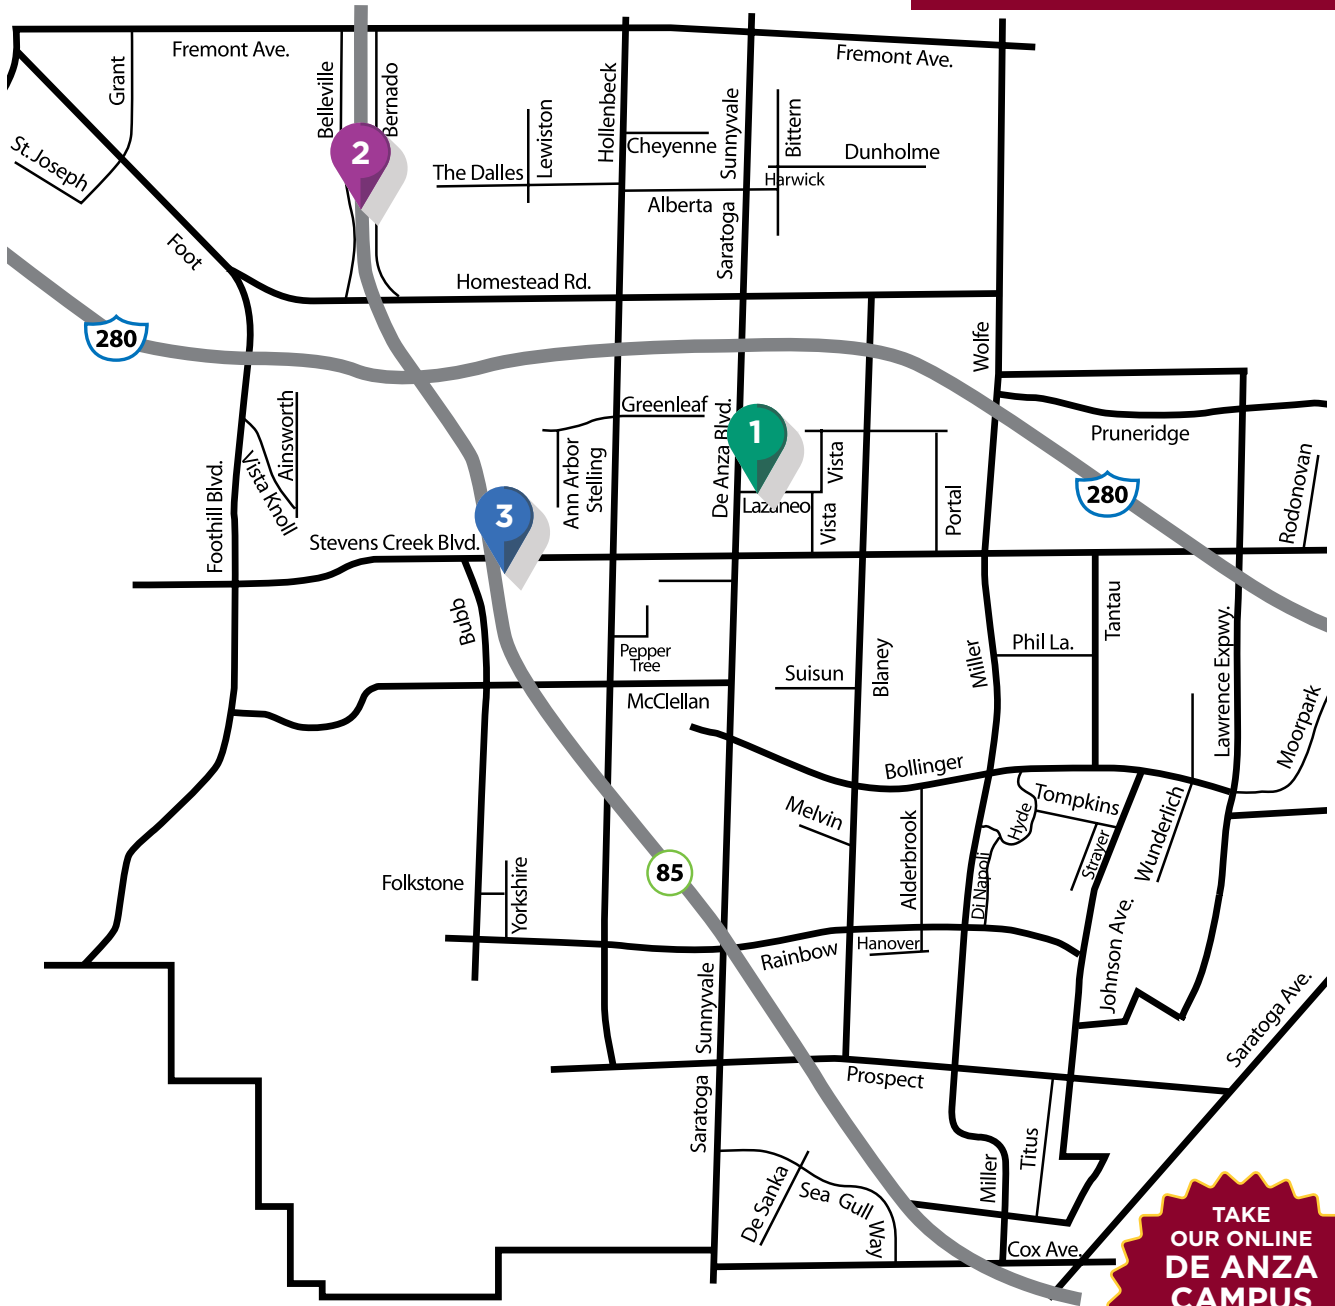 Fremont Ave.
Fremont Ave.
Grant
Belleville
Bernado
Hollenbeck
Sunnyvale
Saratoga
Bittern
Lewiston
Cheyenne
Dunholme
St. Joseph
2
The Dalles
Harwick
Alberta
Foot
Homestead Rd.
280
Wolfe
Greenleaf
De Anza Blvd.
1
Pruneridge
Ainsworth
Vista Knoll
Ann Arbor
Stelling
Vista
Vista
Lazaneo
Portal
280
Rodonovan
Foothill Blvd.
3
Stevens Creek Blvd.
Bubb
Pepper
Tree
Phil La.
Tantau
Miller
Blaney
Suisun
Lawrence Expwy.
McClellan
Moorpark
Bollinger
Melvin
Alderbrook
Hyde
Tompkins
Strayer
Wunderlich
Di Napoli
85
Folkstone
Yorkshire
Rainbow
Hanover
Johnson Ave.
Sunnyvale
Saratoga
Saratoga Ave.
Prospect
Titus
Miller
De Sanka
Sea Gull
Way
Cox Ave.
TAKE
OUR ONLINE
DE ANZA
CAMPUS